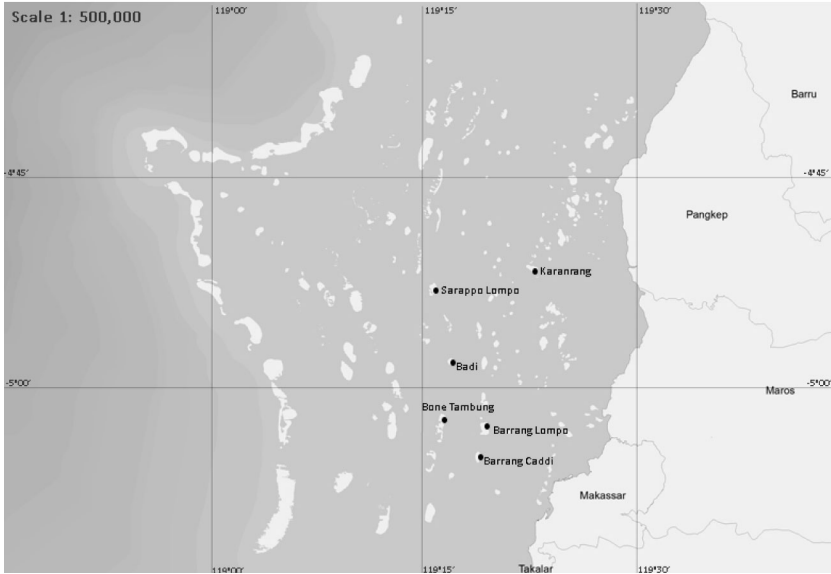 Scale 1: 500,000
119°00'
119°15'
119°30'
Barru
-4°45'
-4°45'
Pangkep
Karanrang
Sarappo Lompo
Badi
-5°00'
-5°00'
Maros
Bone Tambung
Barrang Lompo
Barrang Caddi
Makassar
119°00'
119°15'
Takalar
119°30'